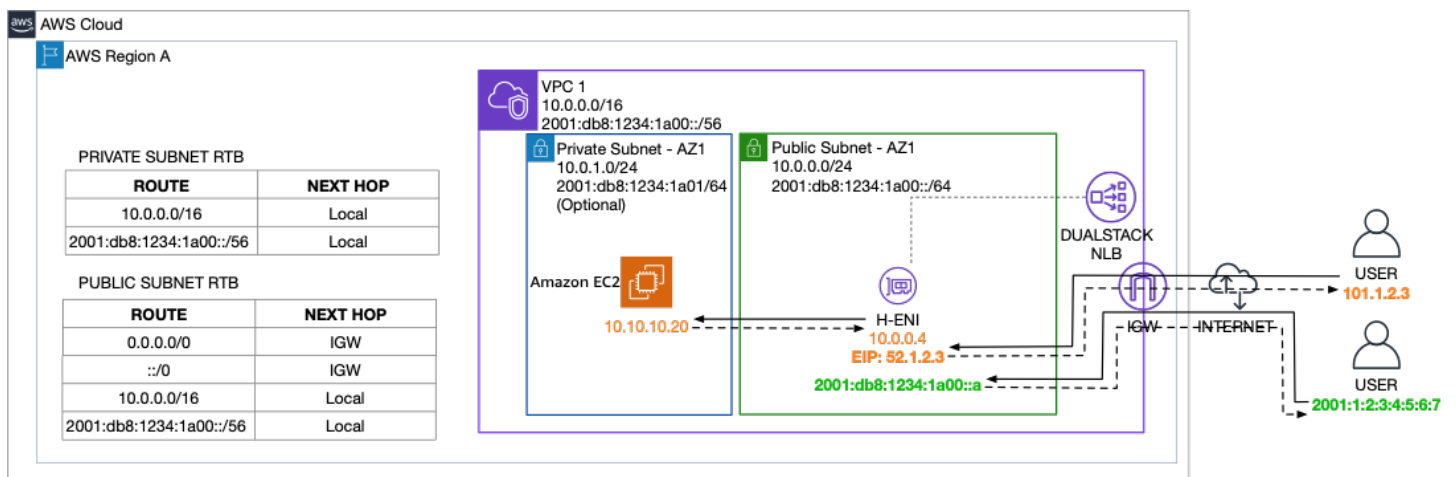 aws AWS Cloud
AWS Region A
VPC 1
10.0.0.0/16
2001:db8:1234:1a00::/56
Private Subnet - AZ1
10.0.1.0/24
2001:db8:1234:1a01/64
(Optional)
Public Subnet - AZ1
10.0.0.0/24
2001:db8:1234:1a00::/64
PRIVATE SUBNET RTB
ROUTE NEXT HOP
10.0.0.0/16 Local
2001:db8:1234:1a00::/56 Local
PUBLIC SUBNET RTB
ROUTE NEXT HOP
0.0.0.0/0 IGW
::/0 IGW
10.0.0.0/16 Local
2001:db8:1234:1a00::/56 Local
Amazon EC2
10.10.10.20
H-ENI
10.0.0.4
EIP: 52.1.2.3
2001:db8:1234:1a00::a
DUALSTACK
NLB
IGW
INTERNET
USER
101.1.2.3
USER
2001:1:2:3:4:5:6:7